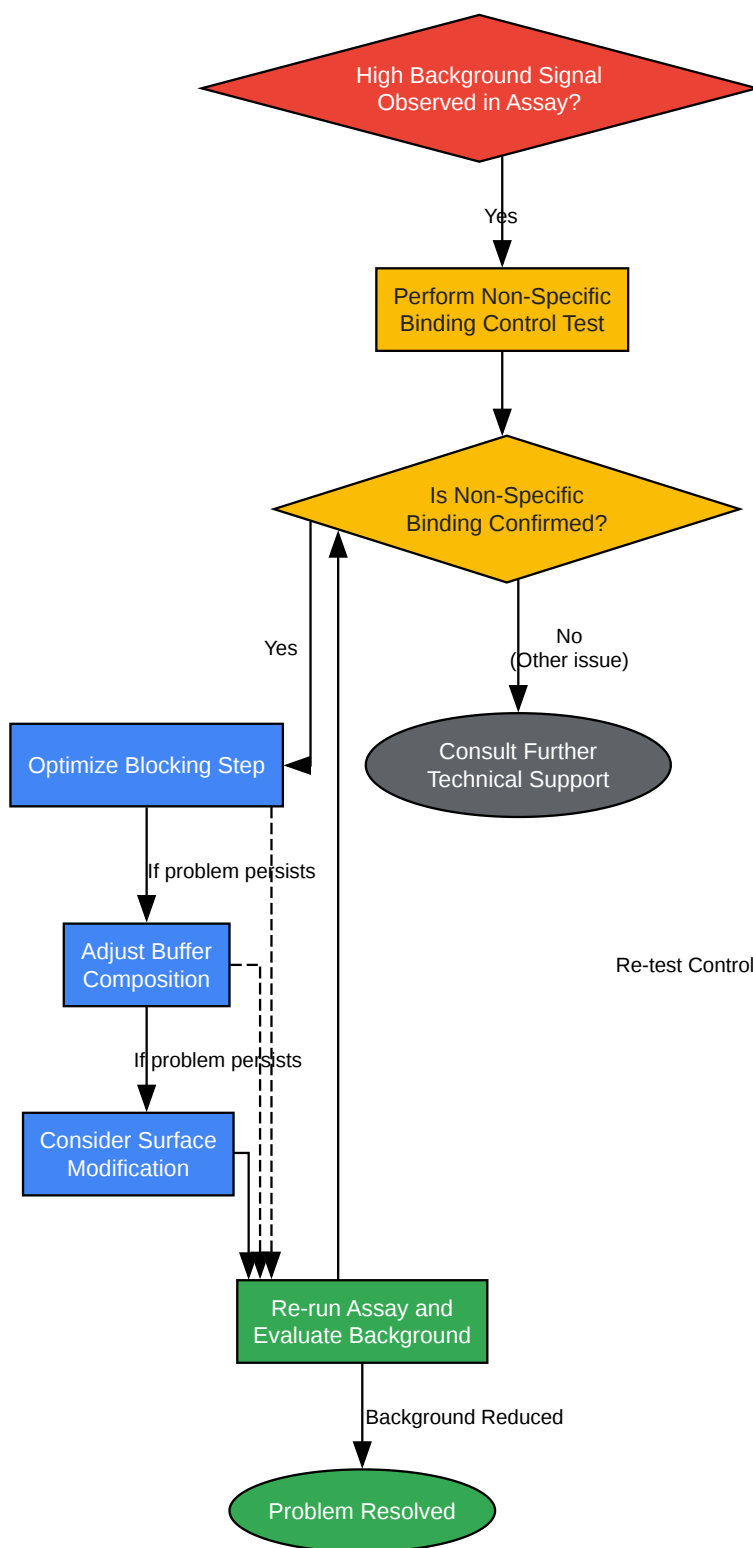 High Background Signal
Observed in Assay?
Yes
Perform Non-Specific
Binding Control Test
Is Non-Specific
Binding Confirmed?
Yes
No
(Other issue)
Optimize Blocking Step
Consult Further
Technical Support
If problem persists
Adjust Buffer
Composition
Re-test Control
If problem persists
Consider Surface
Modification
Re-run Assay and
Evaluate Background
Background Reduced
Problem Resolved